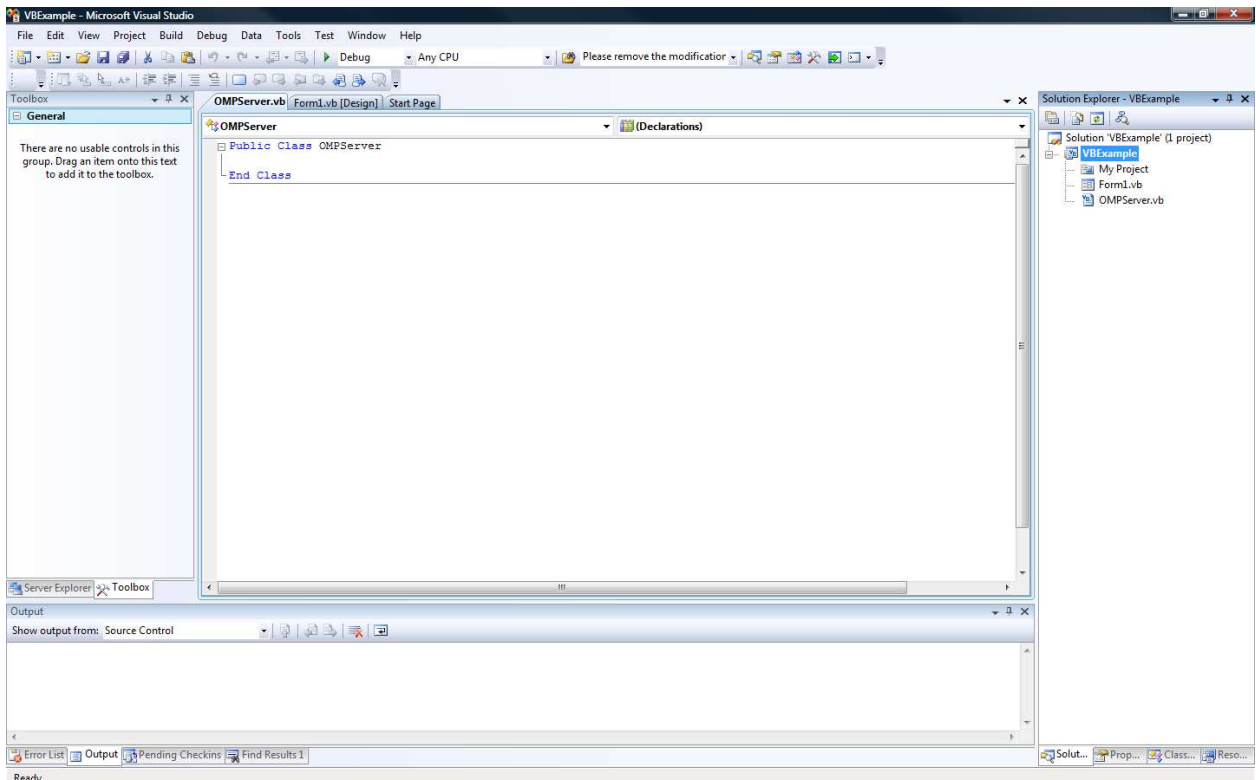 VBExample - Microsoft Visual Studio
File Edit View Project Build Debug Data Tools Test Window Help
Debug Any CPU Please remove the modification
Toolbox
General
There are no usable controls in this
group. Drag an item onto this text
to add it to the toolbox.
Server Explorer Toolbox
OMPServer.vb Form1.vb [Design] Start Page
OMPServer (Declarations)
Public Class OMPServer
End Class
Output
Show output from: Source Control
Error List Output Pending Checkins Find Results 1
Solution Explorer - VBExample
Solution 'VBExample' (1 project)
VBExample
My Project
Form1.vb
OMPServer.vb
Solut... Prop... Class... Reso...
Ready